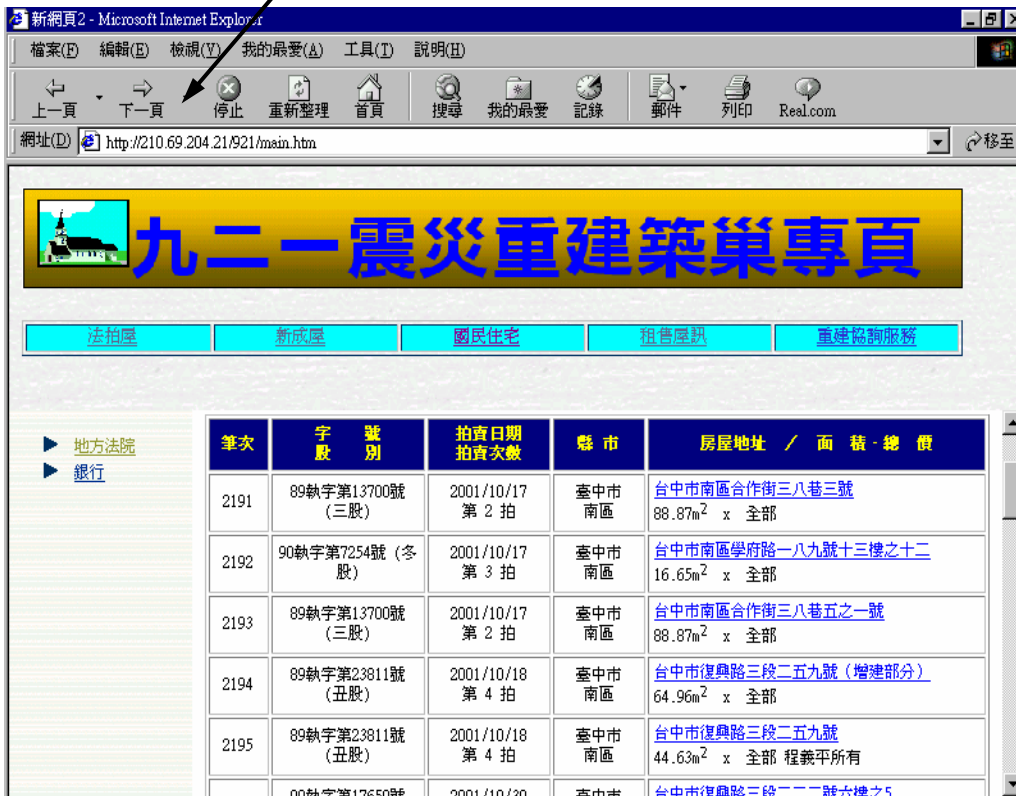 新網頁2 - Microsoft Internet Explorer
檔案(F) 編輯(E) 檢視(V) 我的最愛(A) 工具(T) 說明(H)
上一頁 下一頁 停止 重新整理 首頁 搜尋 我的最愛 記錄 郵件 列印 Real.com
網址(D) http://210.69.204.21/921/main.htm 移至
九二一震災重建築巢專頁
法拍屋 新成屋 國民住宅 租售屋訊 重建協詢服務
地方法院
銀行
筆次 字 號 拍賣日期 縣 市 房屋地址 / 面 積‧總 價
股 別 拍賣次數
2191 89執字第13700號 2001/10/17 臺中市 台中市南區合作街三八巷三號
(三股) 第 2 拍 南區 88.87m2 x 全部
2192 90執字第7254號 (冬 2001/10/17 臺中市 台中市南區學府路一八九號十三樓之十二
股) 第 3 拍 南區 16.65m2 x 全部
2193 89執字第13700號 2001/10/17 臺中市 台中市南區合作街三八巷五之一號
(三股) 第 2 拍 南區 88.87m2 x 全部
2194 89執字第23811號 2001/10/18 臺中市 台中市復興路三段二五九號（增建部分）
(丑股) 第 4 拍 南區 64.96m2 x 全部
2195 89執字第23811號 2001/10/18 臺中市 台中市復興路三段二五九號
(丑股) 第 4 拍 南區 44.63m2 x 全部 程義平所有